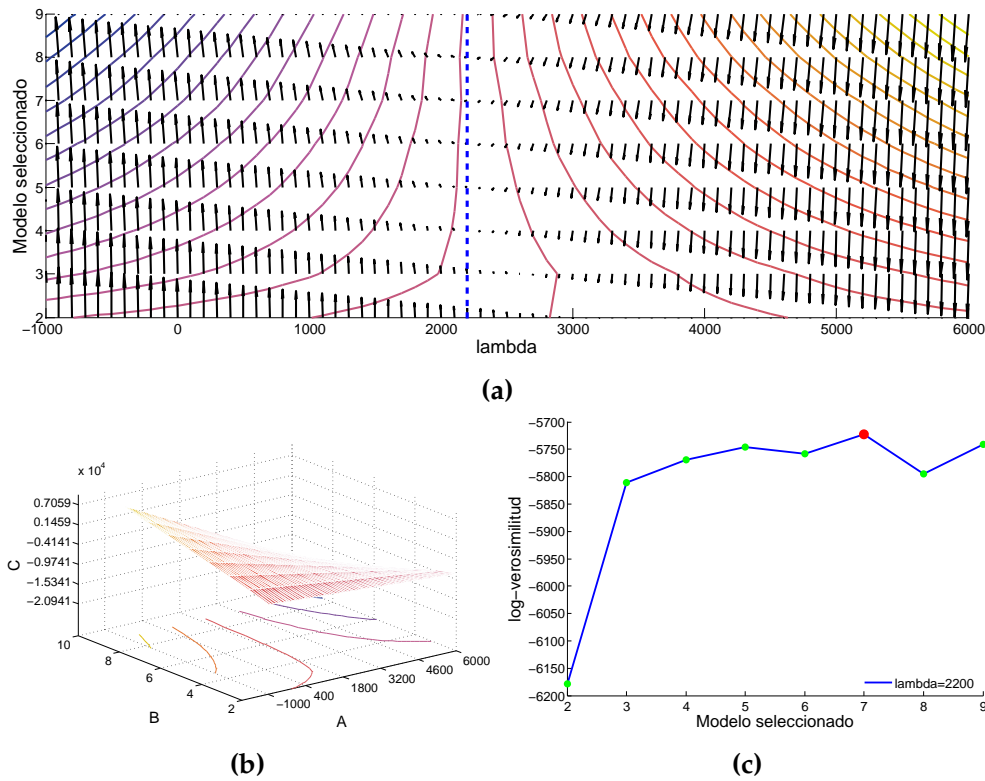 9
8
7
6
5
4
3
2
Modelo seleccionado
−1000 0 1000 2000 3000 4000 5000 6000
lambda
(a)
x 10⁴
0.7059
0.1459
−0.4141
−0.9741
−1.5341
−2.0941
C
10
8
6
4
2
B
−1000
400
1800
3200
4600
6000
A
(b)
−5700
−5750
−5800
−5850
−5900
−5950
−6000
−6050
−6100
−6150
−6200
log−verosimilitud
lambda=2200
2 3 4 5 6 7 8 9
Modelo seleccionado
(c)